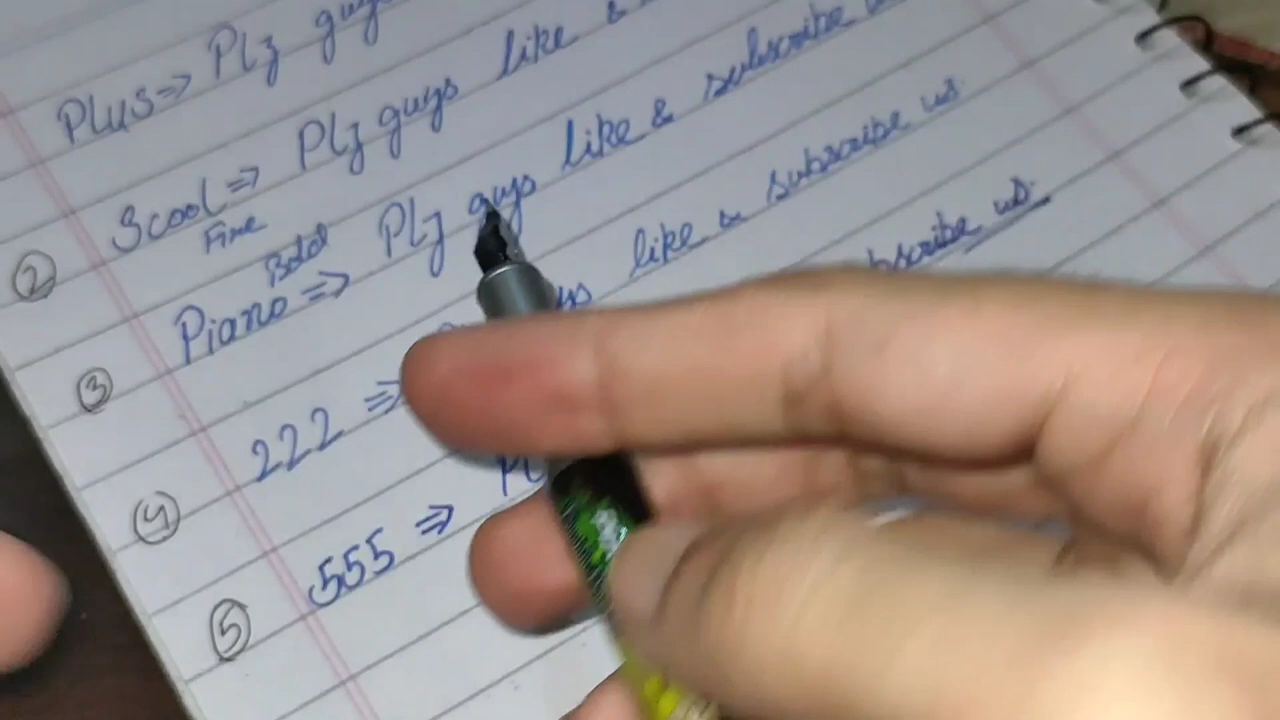 Plus => Plz guys
② Scool => Plz guys like &
Fine
Bold
③ Piano => Plz guys like & subscribe
④ 222 => like & subscribe us.
⑤ 555 => us.